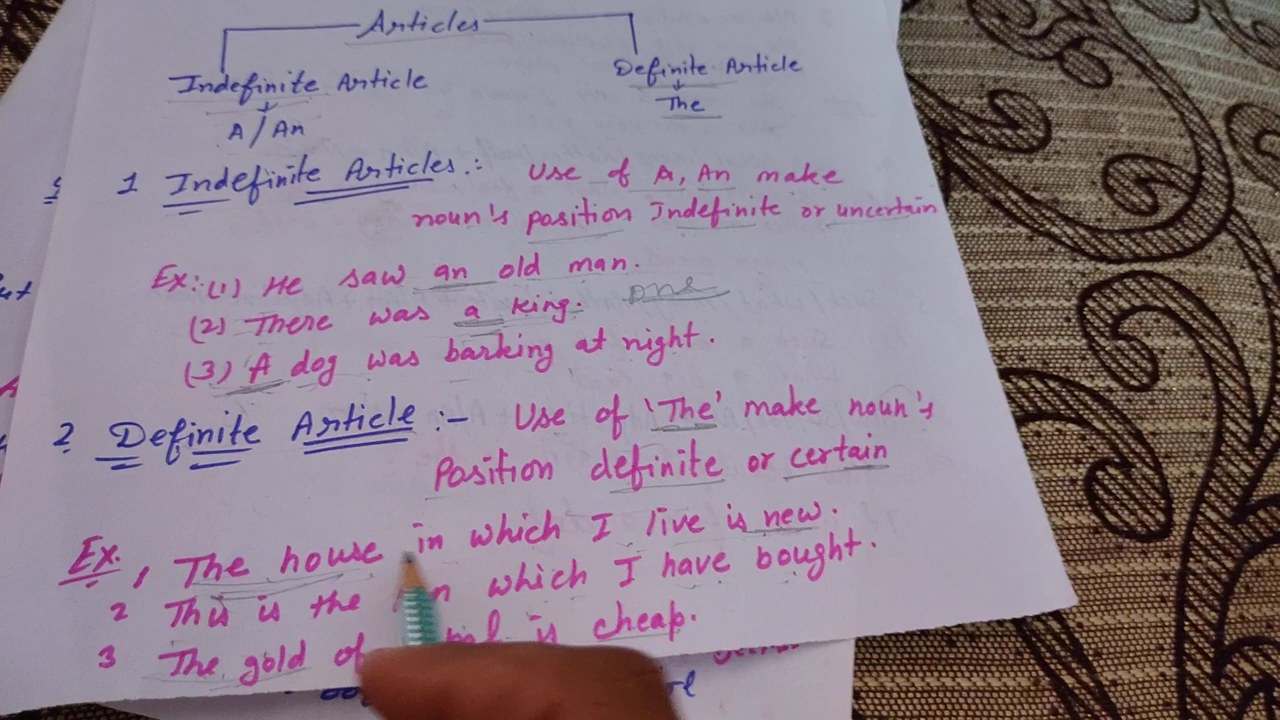 Articles
Indefinite Article
Definite Article
A/An
The
1 Indefinite Articles:- Use of A, An make
noun's position Indefinite or uncertain
Ex:- (1) He saw an old man.
one
(2) There was a king.
(3) A dog was barking at night.
2 Definite Article :- Use of 'The' make noun's
Position definite or certain
Ex. 1 The house in which I live is new.
2 This is the which I have bought.
3 The gold of is cheap.